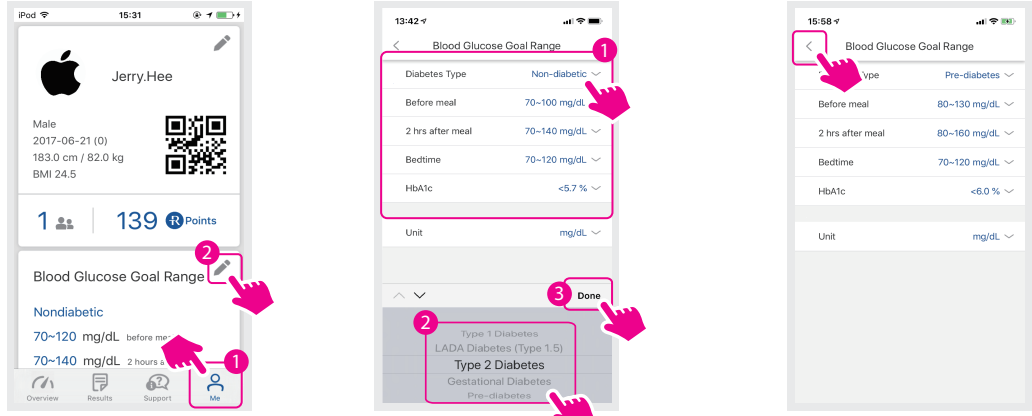 iPod 15:31
Jerry.Hee
Male
2017-06-21 (0)
183.0 cm / 82.0 kg
BMI 24.5
1 139 R Points
2
Blood Glucose Goal Range
Nondiabetic
70~120 mg/dL before
70~140 mg/dL 2 hours
1
Overview Results Support Me
13:42
Blood Glucose Goal Range
1
Diabetes Type Non-diabetic
Before meal 70~100 mg/dL
2 hrs after meal 70~140 mg/dL
Bedtime 70~120 mg/dL
HbA1c <5.7 %
Unit mg/dL
3 Done
2
Type 1 Diabetes
LADA Diabetes (Type 1.5)
Type 2 Diabetes
Gestational Diabetes
Pre-diabetes
15:58
Blood Glucose Goal Range
Type Pre-diabetes
Before meal 80~130 mg/dL
2 hrs after meal 80~160 mg/dL
Bedtime 70~120 mg/dL
HbA1c <6.0 %
Unit mg/dL